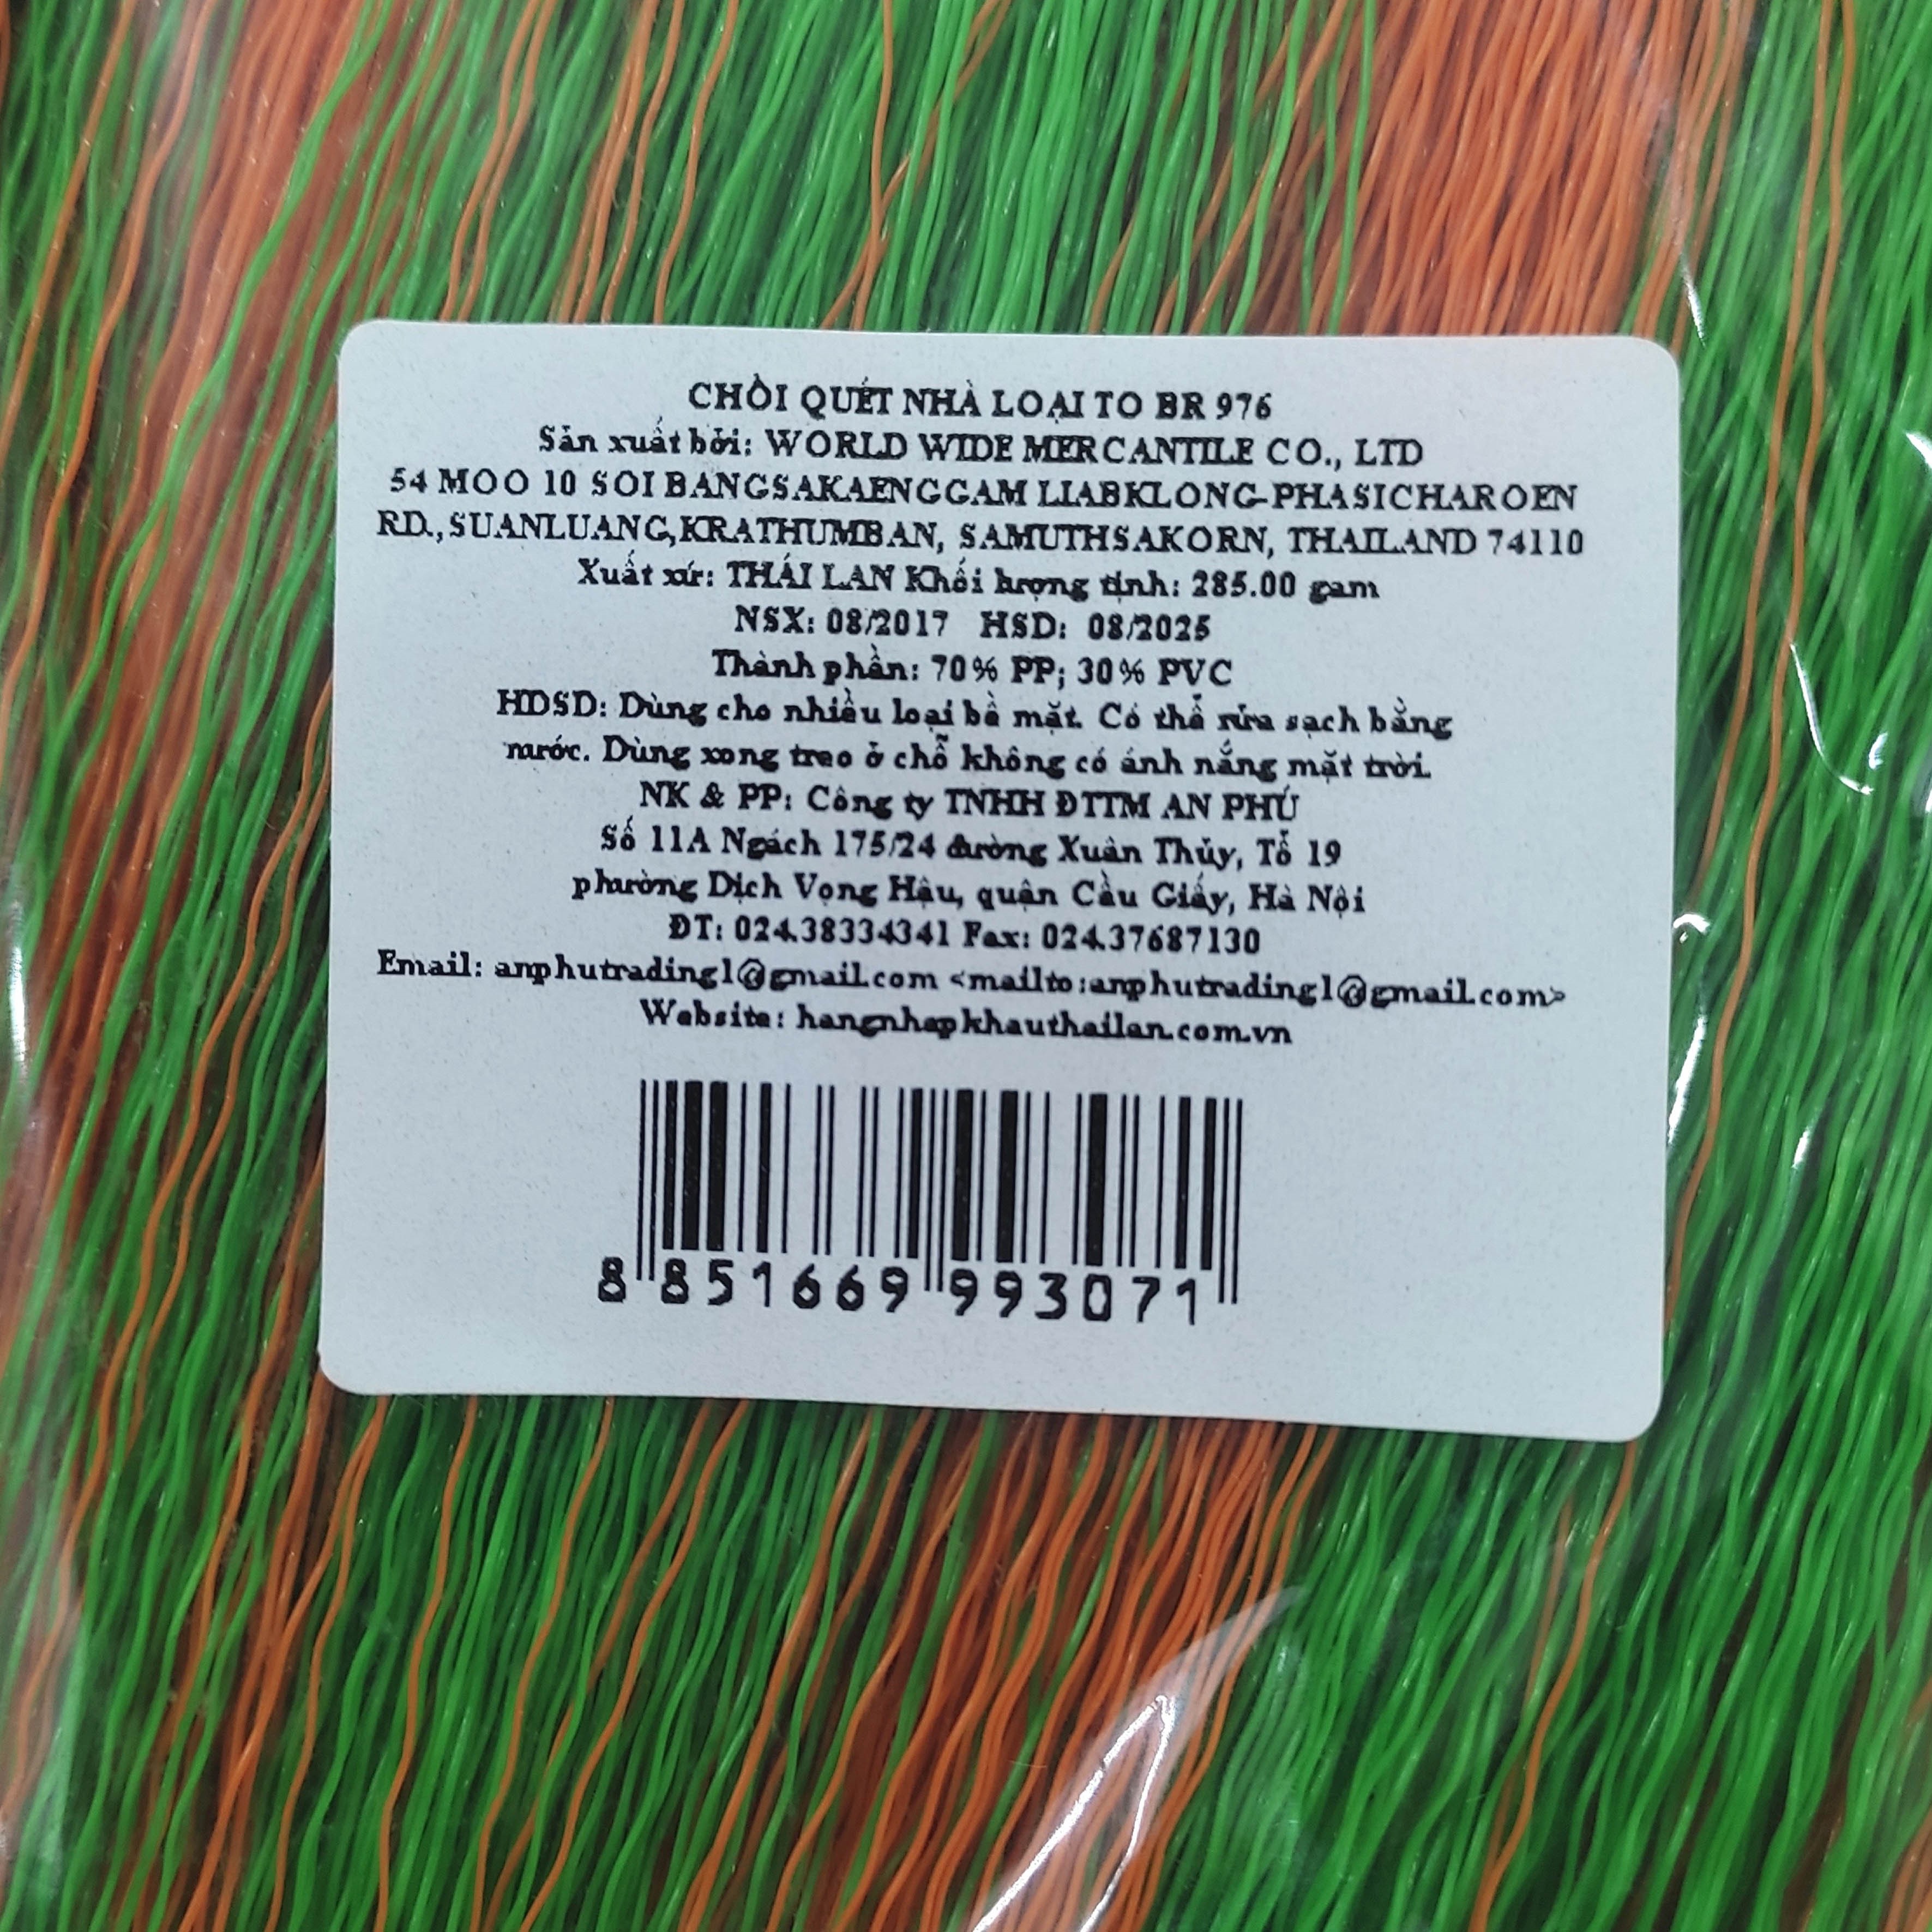 CHỔI QUÉT NHÀ LOẠI TO BR 976
Sản xuất bởi: WORLD WIDE MERCANTILE CO., LTD
54 MOO 10 SOI BANGSAKAENGGAM LIABKLONG-PHASICHAROEN
RD., SUANLUANG, KRATHUMBAN, SAMUTHSAKORN, THAILAND 74110
Xuất xứ: THÁI LAN Khối lượng tịnh: 285.00 gam
NSX: 08/2017 HSD: 08/2025
Thành phần: 70% PP; 30% PVC
HDSD: Dùng cho nhiều loại bề mặt. Có thể rửa sạch bằng
nước. Dùng xong treo ở chỗ không có ánh nắng mặt trời.
NK & PP: Công ty TNHH ĐTTM AN PHÚ
Số 11A Ngách 175/24 đường Xuân Thủy, Tổ 19
phường Dịch Vọng Hậu, quận Cầu Giấy, Hà Nội
ĐT: 024.38334341 Fax: 024.37687130
Email: anphutrading1@gmail.com <mailto:anphutrading1@gmail.com>
Website: hangnhapkhauthailan.com.vn
8 851669 993071